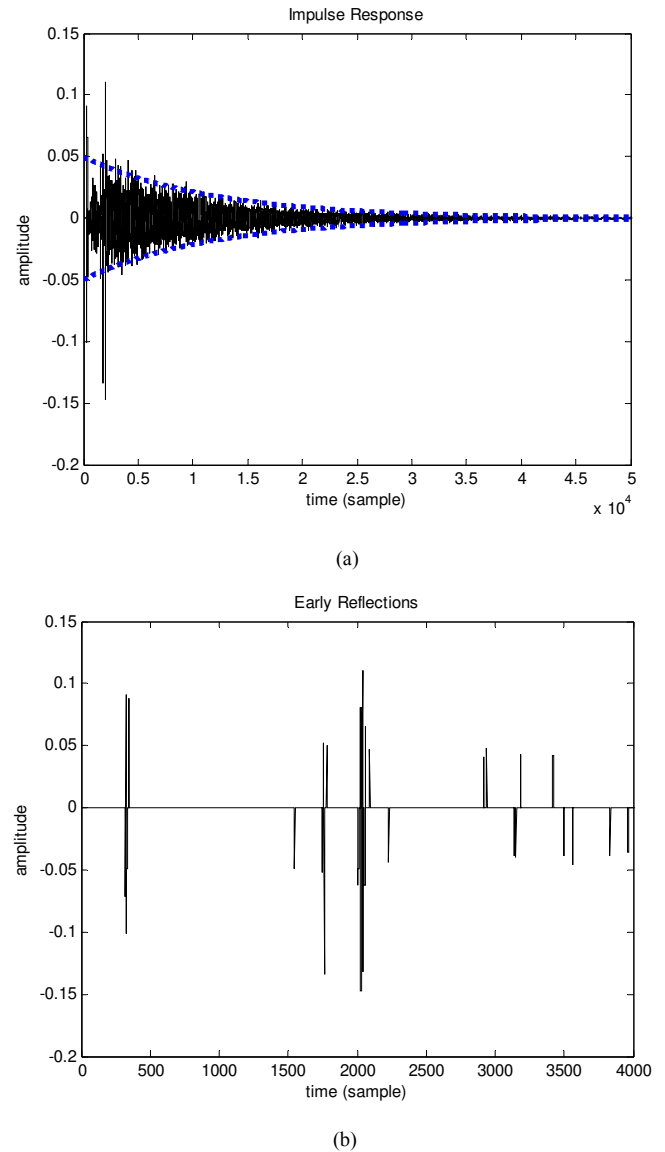 Impulse Response
0.15
0.1
0.05
0
-0.05
-0.1
-0.15
-0.2
amplitude
0 0.5 1 1.5 2 2.5 3 3.5 4 4.5 5
time (sample)
x 10^4
(a)
Early Reflections
0.15
0.1
0.05
0
-0.05
-0.1
-0.15
-0.2
amplitude
0 500 1000 1500 2000 2500 3000 3500 4000
time (sample)
(b)